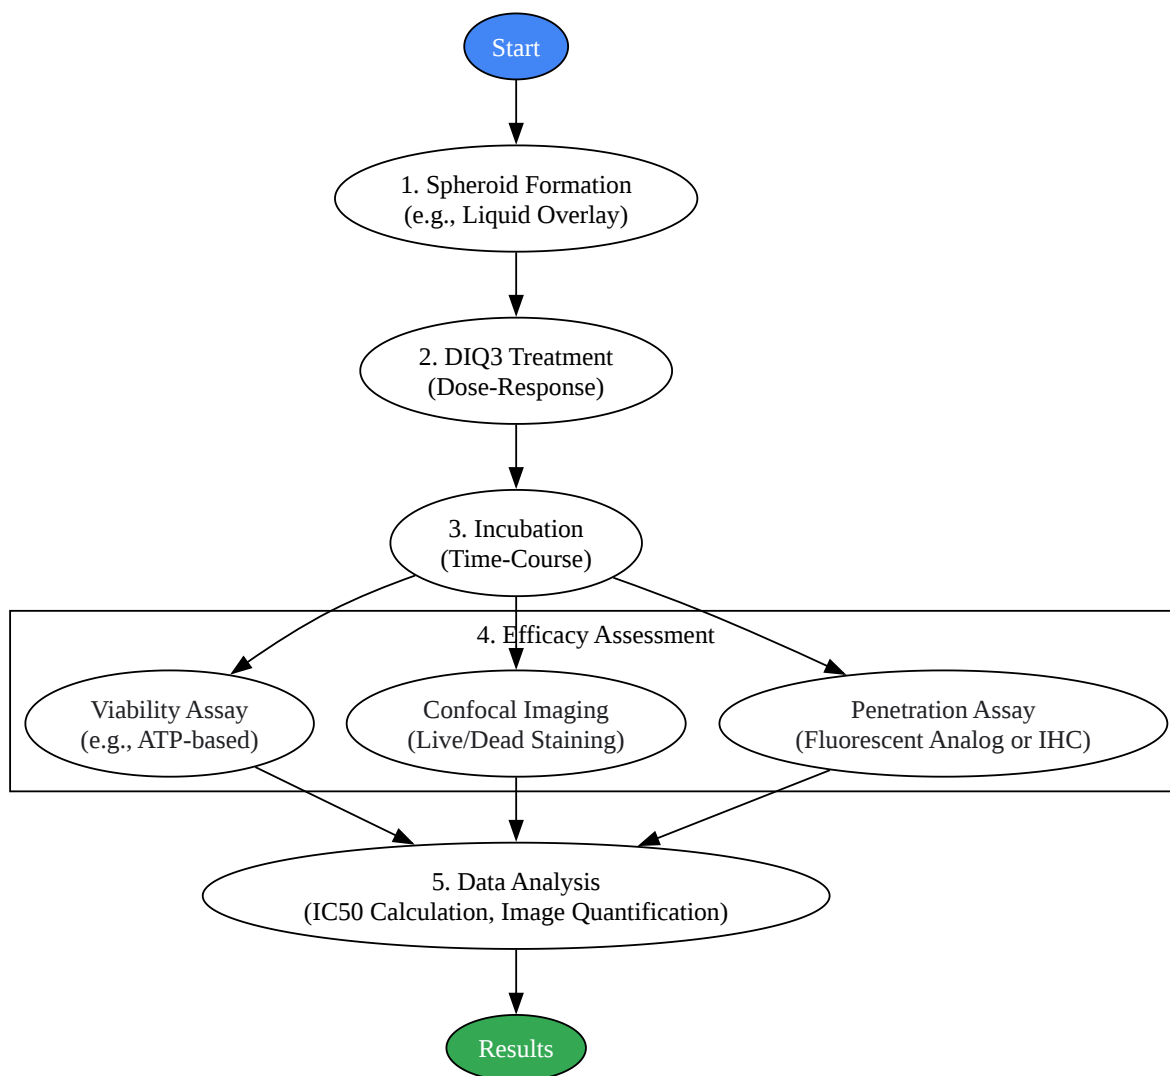 Start
1. Spheroid Formation
(e.g., Liquid Overlay)
2. DIQ3 Treatment
(Dose-Response)
3. Incubation
(Time-Course)
4. Efficacy Assessment
Viability Assay
(e.g., ATP-based)
Confocal Imaging
(Live/Dead Staining)
Penetration Assay
(Fluorescent Analog or IHC)
5. Data Analysis
(IC50 Calculation, Image Quantification)
Results